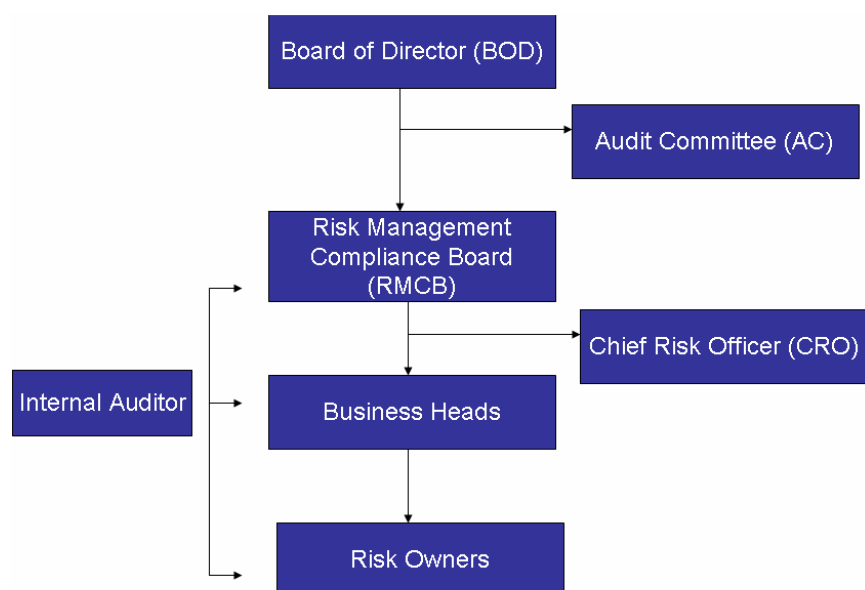 Board of Director (BOD)
Audit Committee (AC)
Risk Management
Compliance Board
(RMCB)
Chief Risk Officer (CRO)
Internal Auditor
Business Heads
Risk Owners